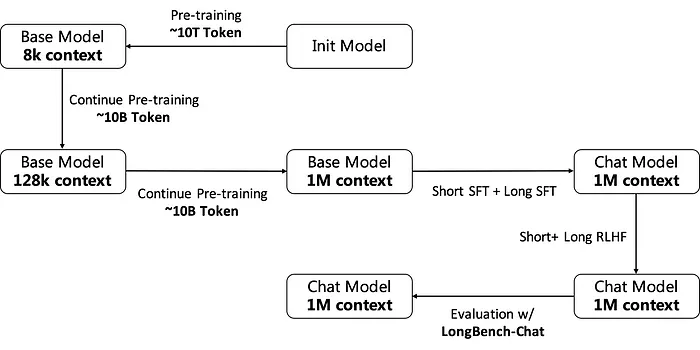 Pre-training
~10T Token
Init Model
Base Model
8k context
Continue Pre-training
~10B Token
Base Model
128k context
Continue Pre-training
~10B Token
Base Model
1M context
Short SFT + Long SFT
Chat Model
1M context
Short+ Long RLHF
Chat Model
1M context
Evaluation w/
LongBench-Chat
Chat Model
1M context